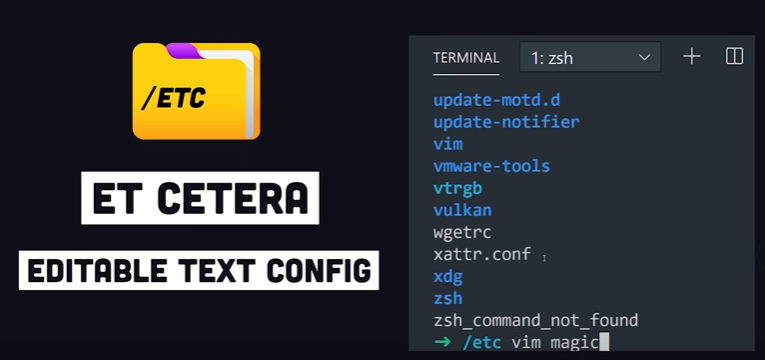 /ETC
ET CETERA
EDITABLE TEXT CONFIG
TERMINAL
1: zsh
update-motd.d
update-notifier
vim
vmware-tools
vtrgb
vulkan
wgetrc
xattr.conf
xdg
zsh
zsh_command_not_found
→ /etc vim magic